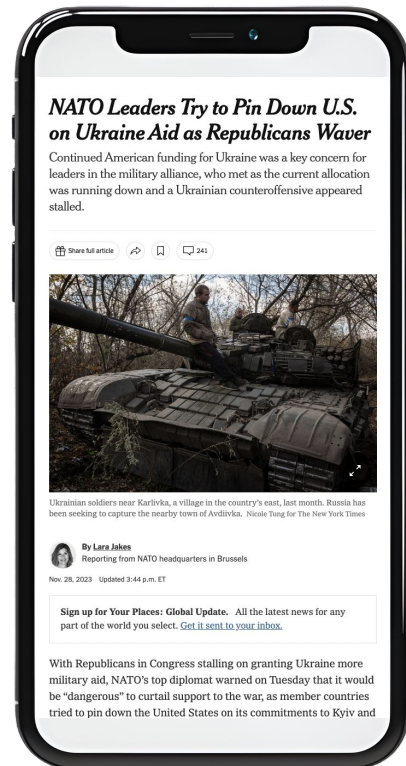 NATO Leaders Try to Pin Down U.S.
on Ukraine Aid as Republicans Waver
Continued American funding for Ukraine was a key concern for
leaders in the military alliance, who met as the current allocation
was running down and a Ukrainian counteroffensive appeared
stalled.
Share full article
241
Ukrainian soldiers near Karlivka, a village in the country's east, last month. Russia has
been seeking to capture the nearby town of Avdiivka. Nicole Tung for The New York Times
By Lara Jakes
Reporting from NATO headquarters in Brussels
Nov. 28, 2023 Updated 3:44 p.m. ET
Sign up for Your Places: Global Update. All the latest news for any
part of the world you select. Get it sent to your inbox.
With Republicans in Congress stalling on granting Ukraine more
military aid, NATO's top diplomat warned on Tuesday that it would
be “dangerous” to curtail support to the war, as member countries
tried to pin down the United States on its commitments to Kyiv and